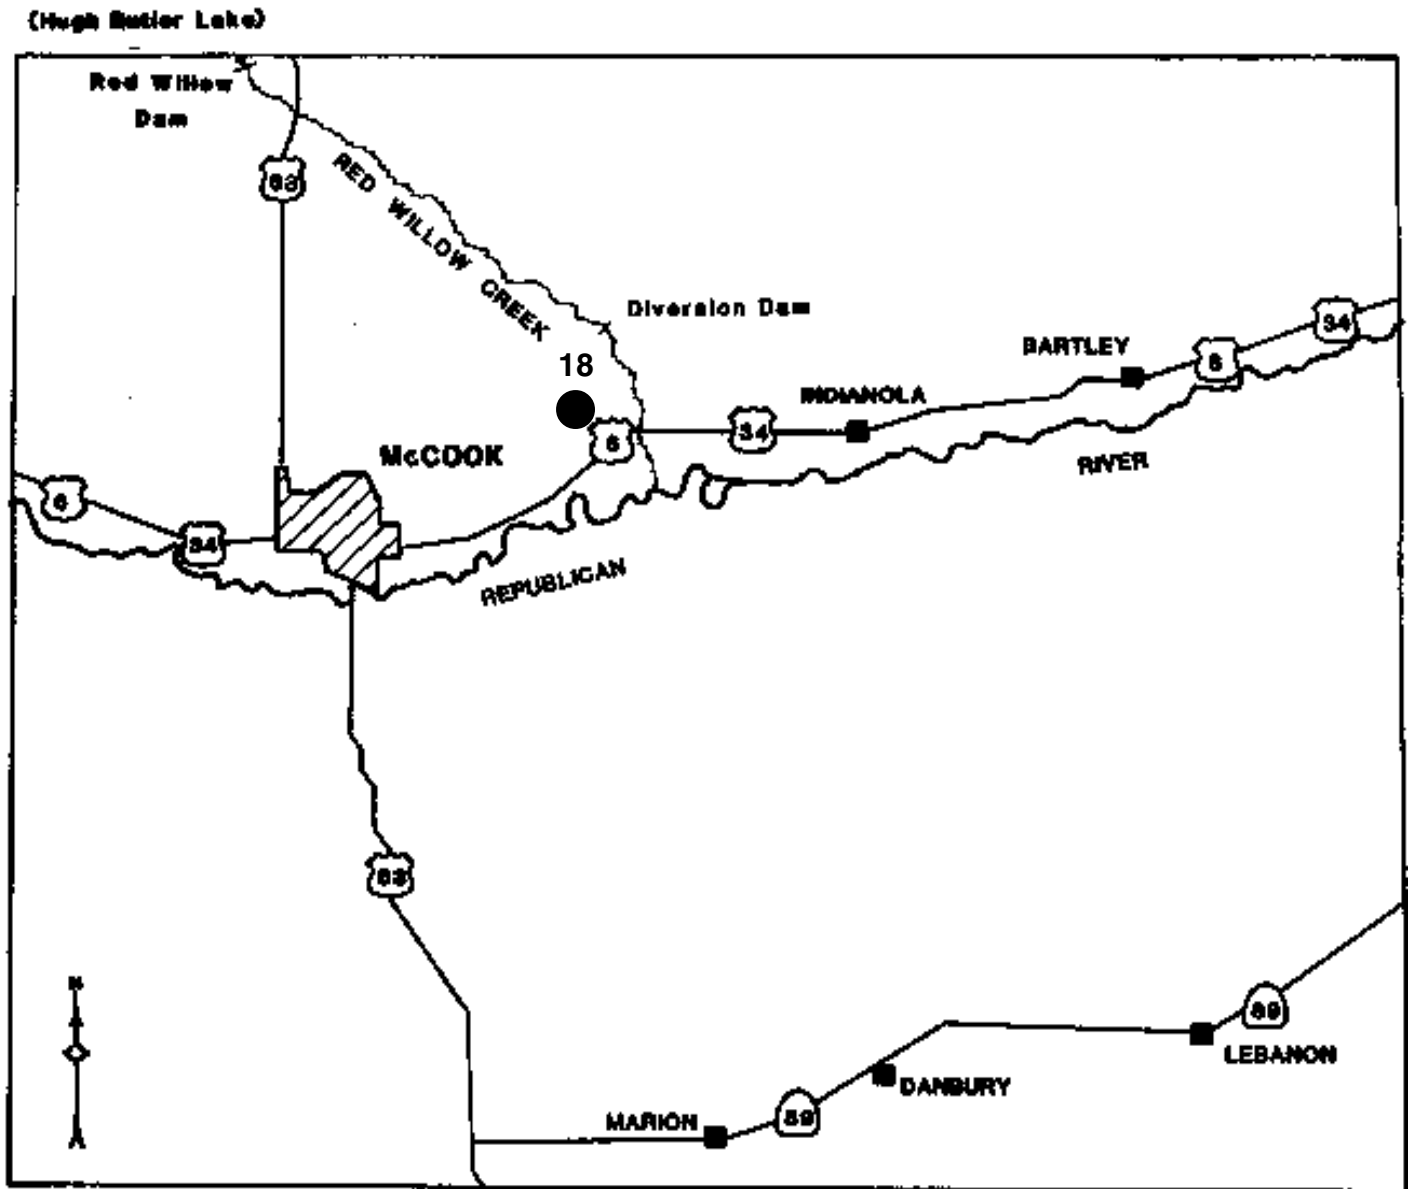 (Hugh Butler Lake)
Red Willow
Dam
83
RED WILLOW CREEK
Diversion Dam
34
BARTLEY
6
18
INDIANOLA
6
34
McCOOK
RIVER
6
34
REPUBLICAN
83
N
89
LEBANON
DANBURY
MARION
89